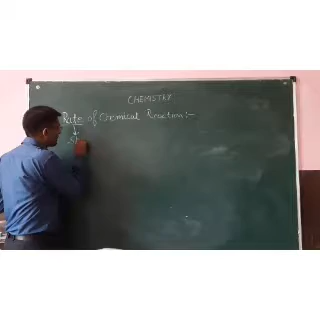 CHEMISTRY
Rate of Chemical Reaction:-
↓